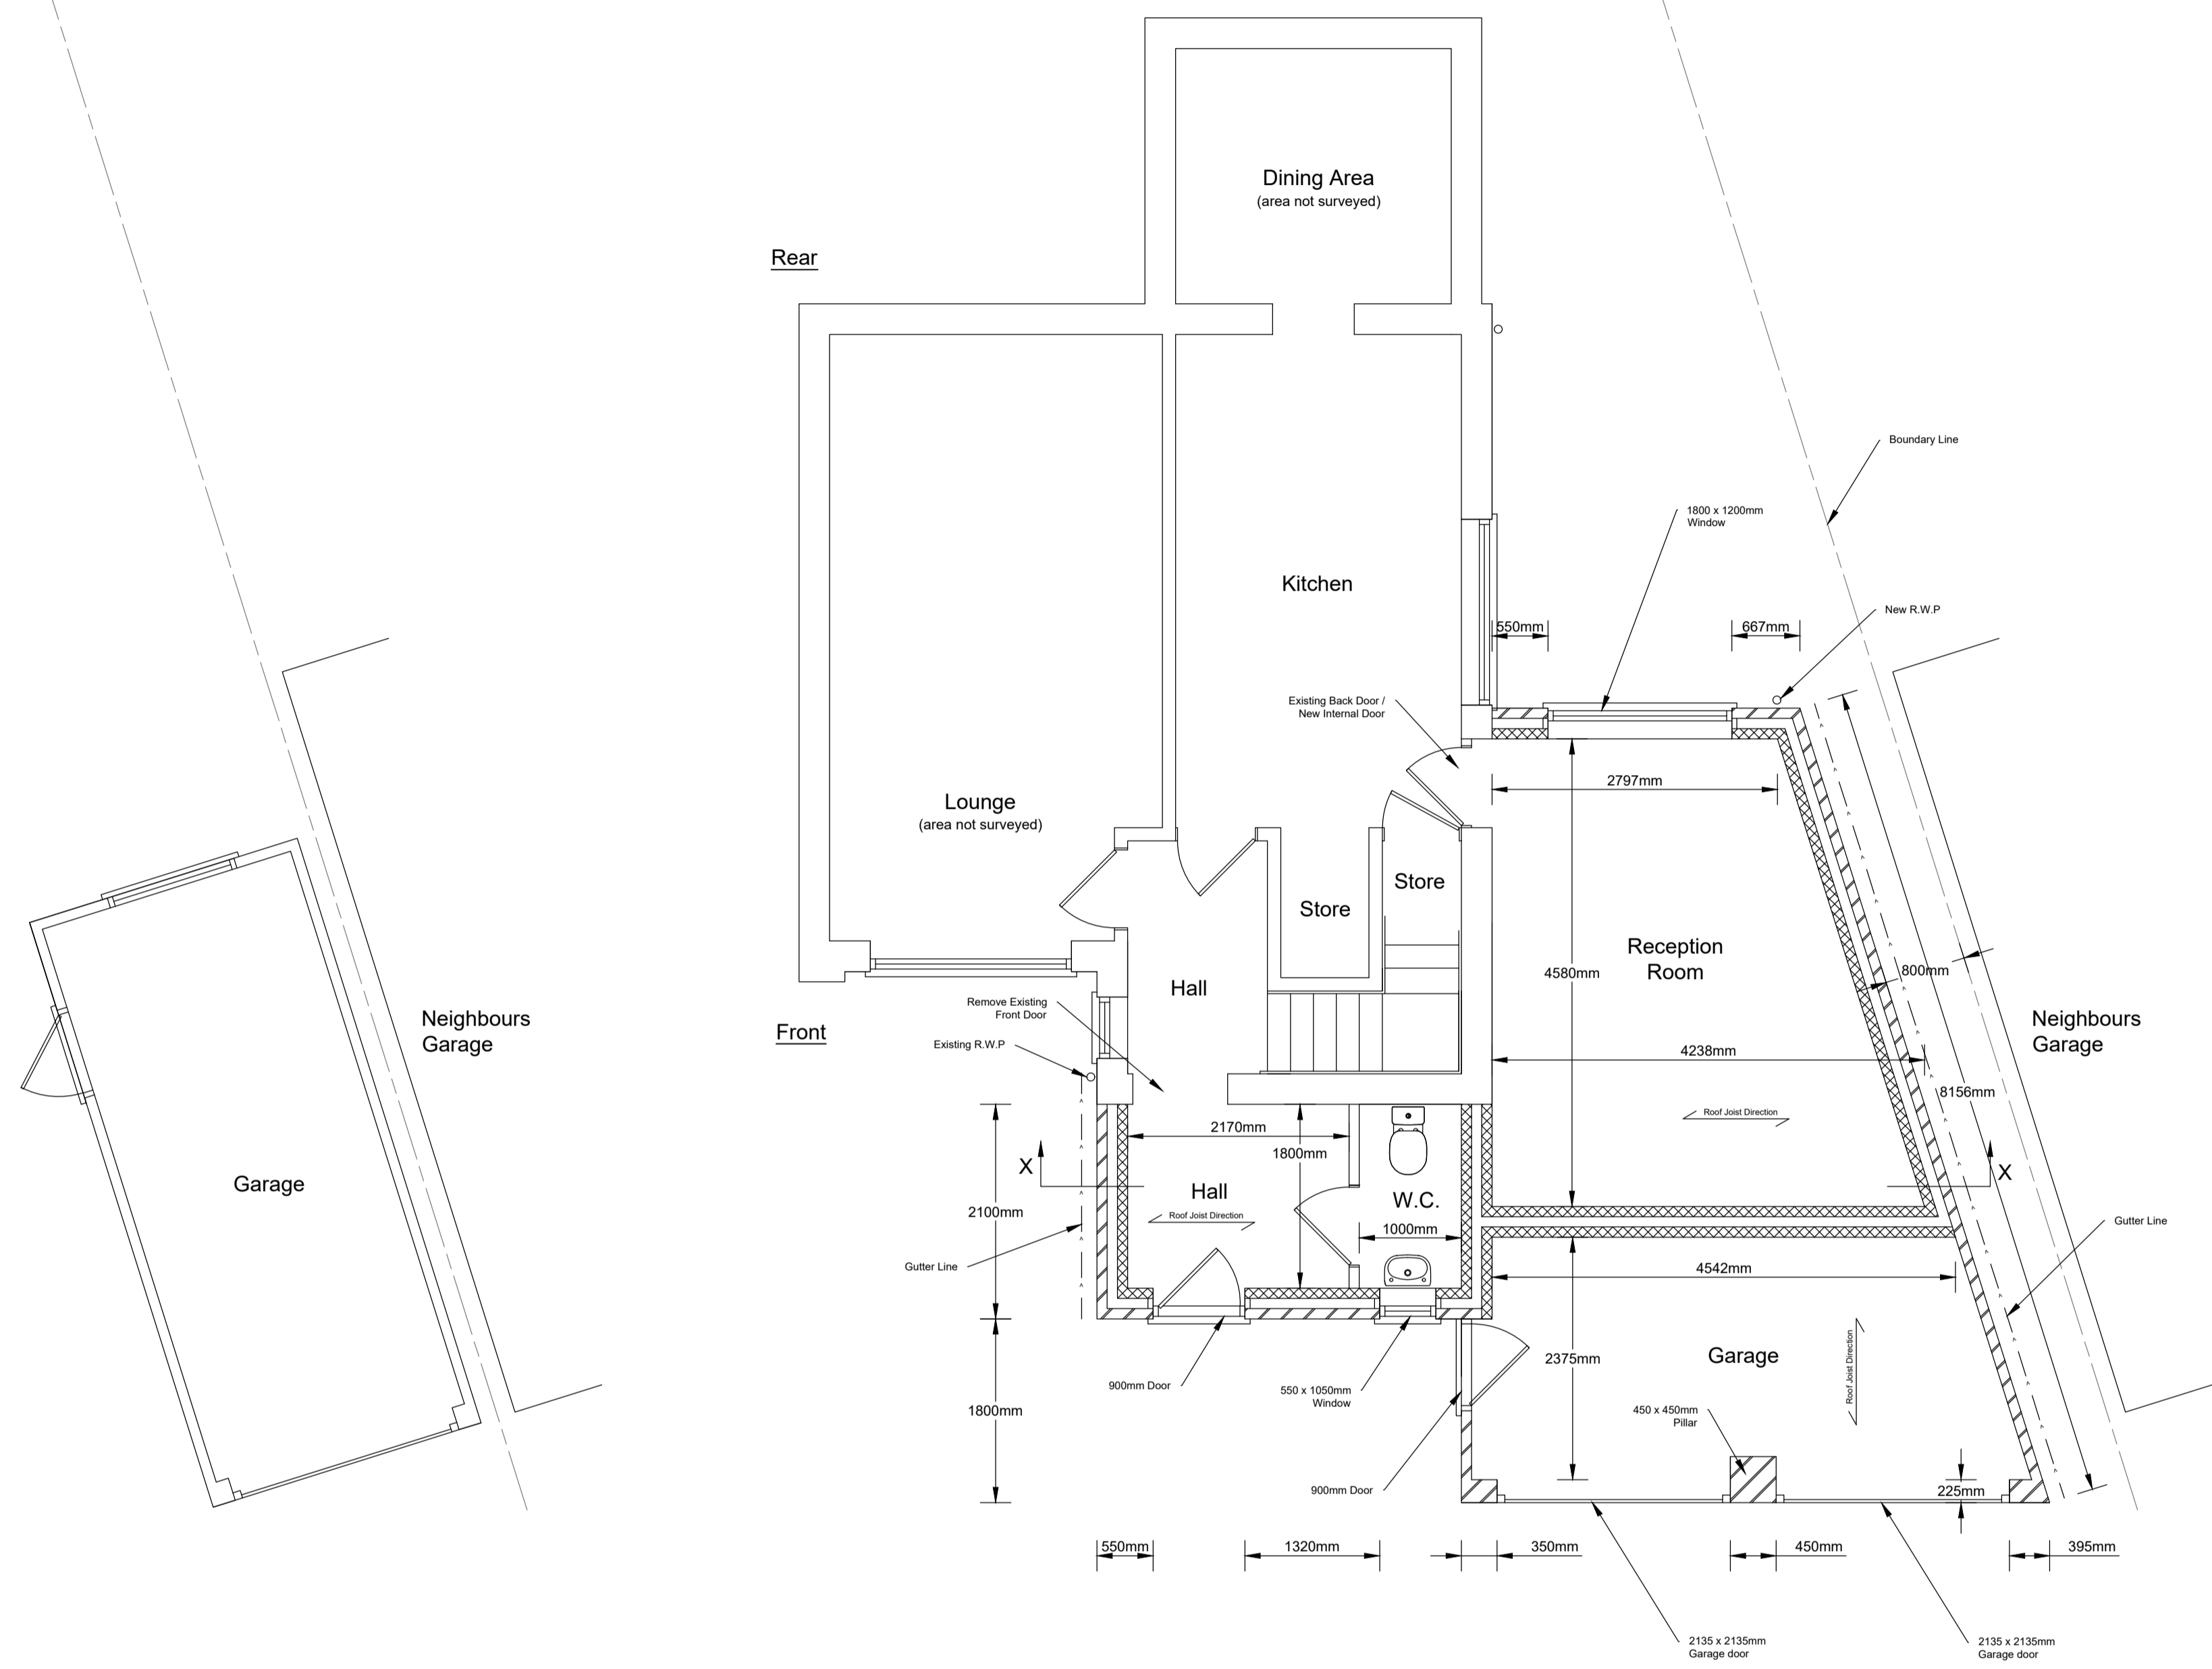 Dining Area
(area not surveyed)
Rear
Boundary Line
1800 x 1200mm
Window
Kitchen
New R.W.P
550mm
667mm
Existing Back Door /
New Internal Door
2797mm
Lounge
(area not surveyed)
Store
Store
Reception
Room
4580mm
800mm
Hall
Remove Existing
Front Door
Front
Existing R.W.P
Neighbours
Garage
Neighbours
Garage
4238mm
8156mm
Roof Joist Direction
2170mm
1800mm
X
X
Garage
Hall
W.C.
2100mm
Roof Joist Direction
1000mm
Gutter Line
Gutter Line
4542mm
2375mm
Garage
Roof Joist Direction
900mm Door
550 x 1050mm
Window
1800mm
450 x 450mm
Pillar
900mm Door
225mm
550mm
1320mm
350mm
450mm
395mm
2135 x 2135mm
Garage door
2135 x 2135mm
Garage door